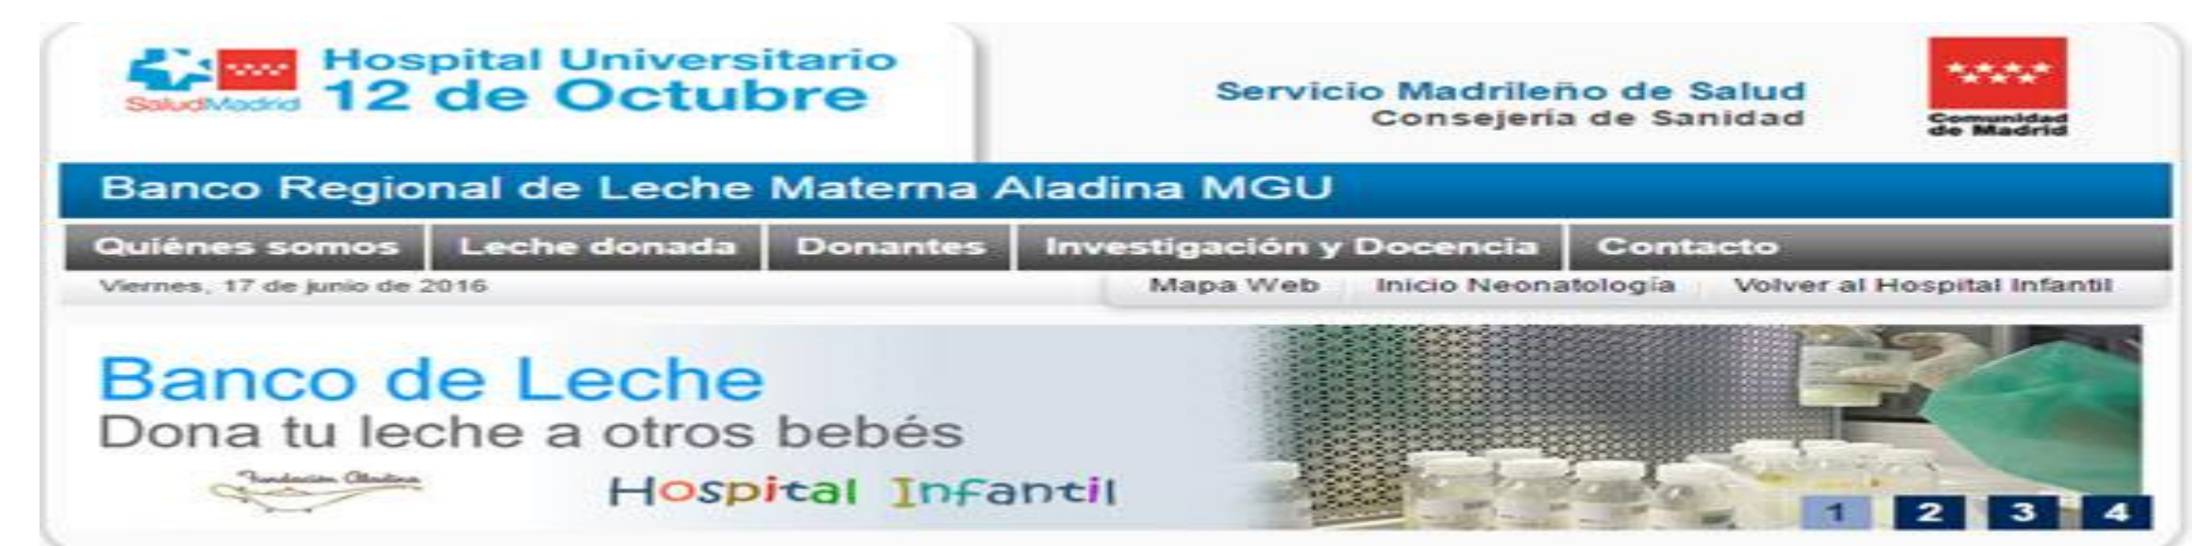 SaludMadrid
Hospital Universitario
12 de Octubre
Servicio Madrileño de Salud
Consejería de Sanidad
Comunidad
de Madrid
Banco Regional de Leche Materna Aladina MGU
Quiénes somos Leche donada Donantes Investigación y Docencia Contacto
Viernes, 17 de junio de 2016 Mapa Web Inicio Neonatología Volver al Hospital Infantil
Banco de Leche
Dona tu leche a otros bebés
Fundación Aladina Hospital Infantil
1 2 3 4